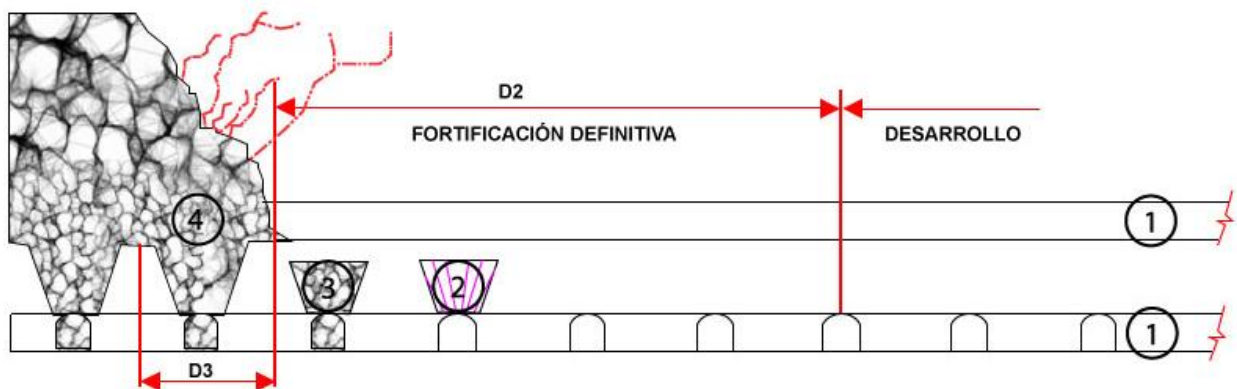 D2
FORTIFICACIÓN DEFINITIVA
DESARROLLO
4
1
3
2
1
D3